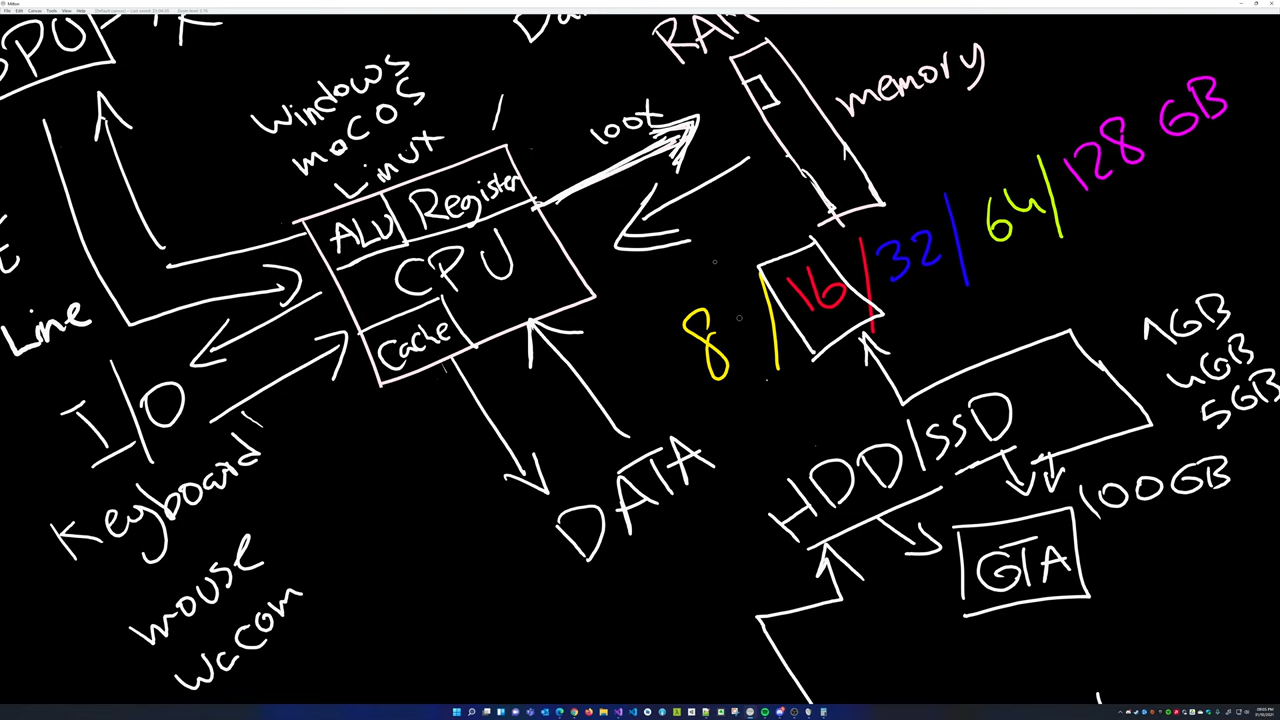 RAM
memory
Windows
macOS
Linux
100x
ALU
Register
CPU
Cache
Line
I/O
Keyboard
mouse
Wacom
DATA
8 / 16 / 32 / 64 / 128 GB
HDD/SSD
1GB
4GB
5GB
100GB
GTA